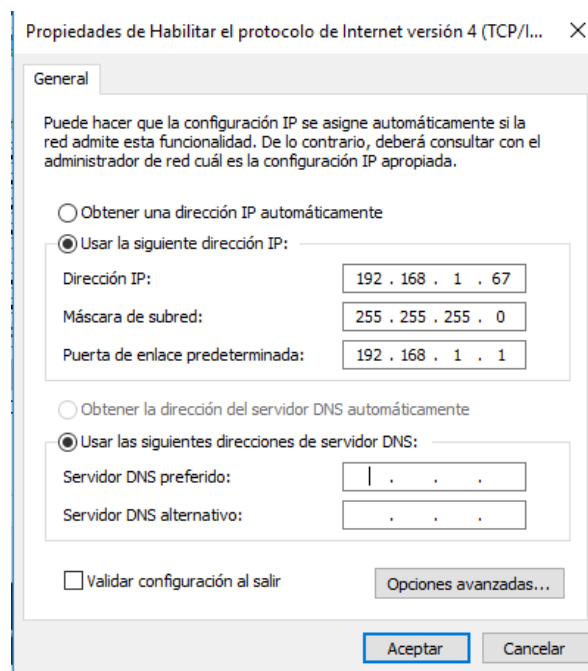 Propiedades de Habilitar el protocolo de Internet versión 4 (TCP/I...
General
Puede hacer que la configuración IP se asigne automáticamente si la
red admite esta funcionalidad. De lo contrario, deberá consultar con el
administrador de red cuál es la configuración IP apropiada.
Obtener una dirección IP automáticamente
Usar la siguiente dirección IP:
Dirección IP: 192 . 168 . 1 . 67
Máscara de subred: 255 . 255 . 255 . 0
Puerta de enlace predeterminada: 192 . 168 . 1 . 1
Obtener la dirección del servidor DNS automáticamente
Usar las siguientes direcciones de servidor DNS:
Servidor DNS preferido: . . .
Servidor DNS alternativo: . . .
Validar configuración al salir
Opciones avanzadas...
Aceptar Cancelar